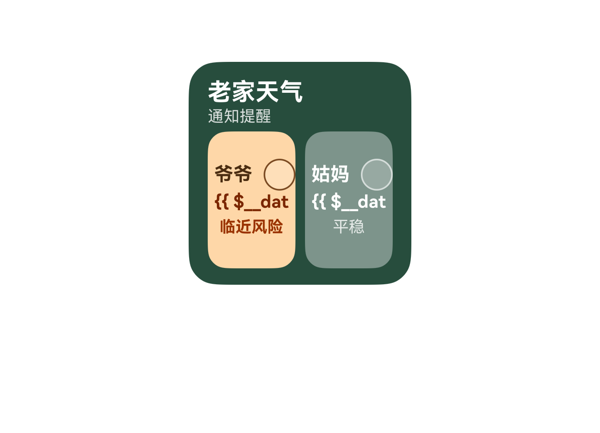 老家天气
通知提醒
爷爷
{{ $__dat
临近风险
姑妈
{{ $__dat
平稳